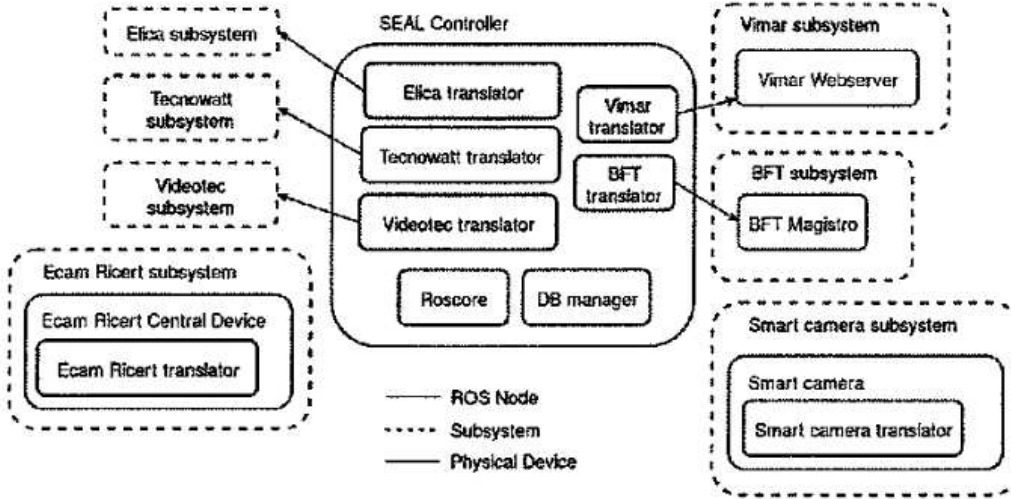 Elica subsystem
Tecnowatt
subsystem
Videotec
subsystem
SEAL Controller
Elica translator
Tecnowatt translator
Videotec translator
Vimar
translator
BFT
translator
Roscore
DB manager
Vimar subsystem
Vimar Webserver
BFT subsystem
BFT Magistro
Ecam Ricert subsystem
Ecam Ricert Central Device
Ecam Ricert translator
Smart camera subsystem
Smart camera
Smart camera translator
ROS Node
Subsystem
Physical Device